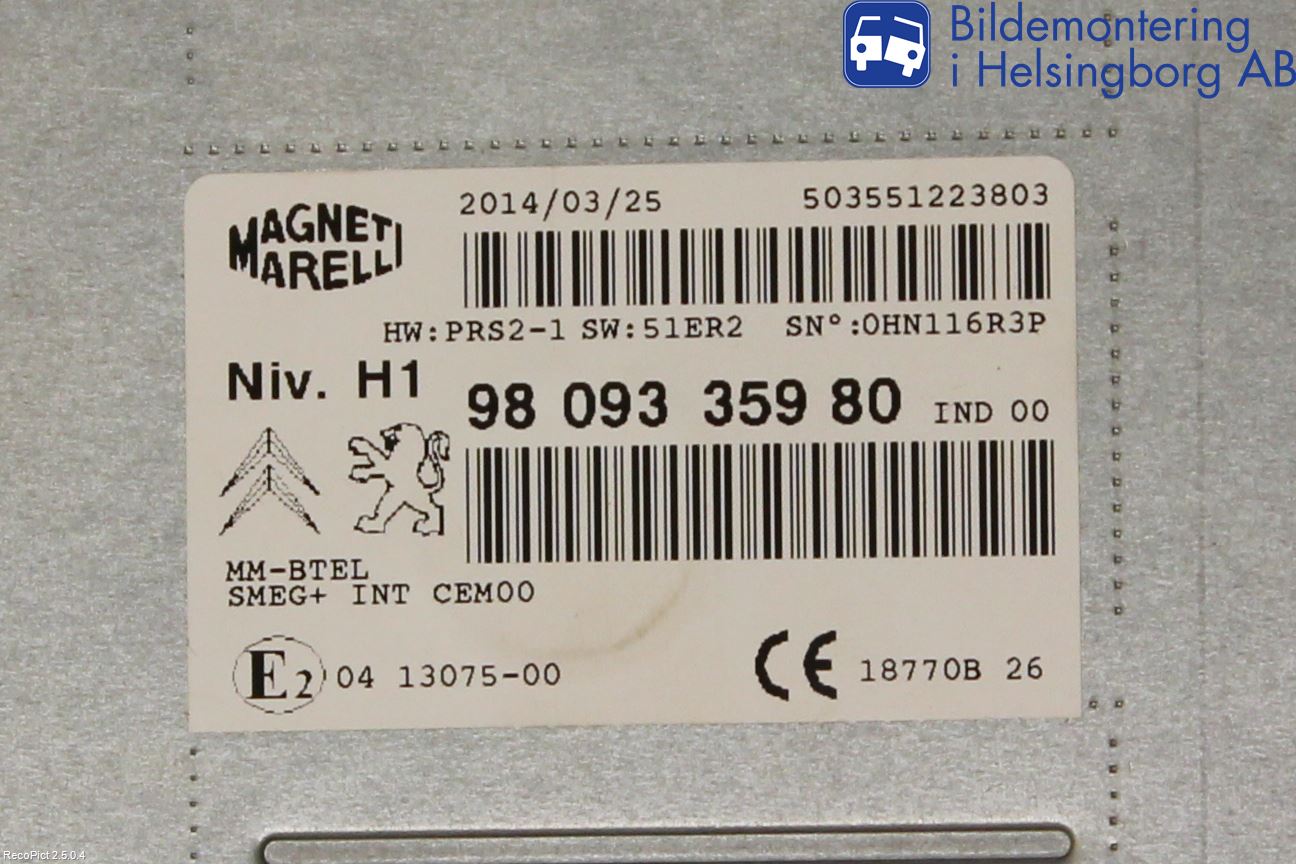 Bildemontering
i Helsingborg AB
2014/03/25 503551223803
MAGNETI
MARELLI
HW:PRS2-1 SW:51ER2 SN°:0HN116R3P
Niv. H1
98 093 359 80 IND 00
MM-BTEL
SMEG+ INT CEM00
E2 04 13075-00
CE 18770B 26
RecoPict 2.5.0.4